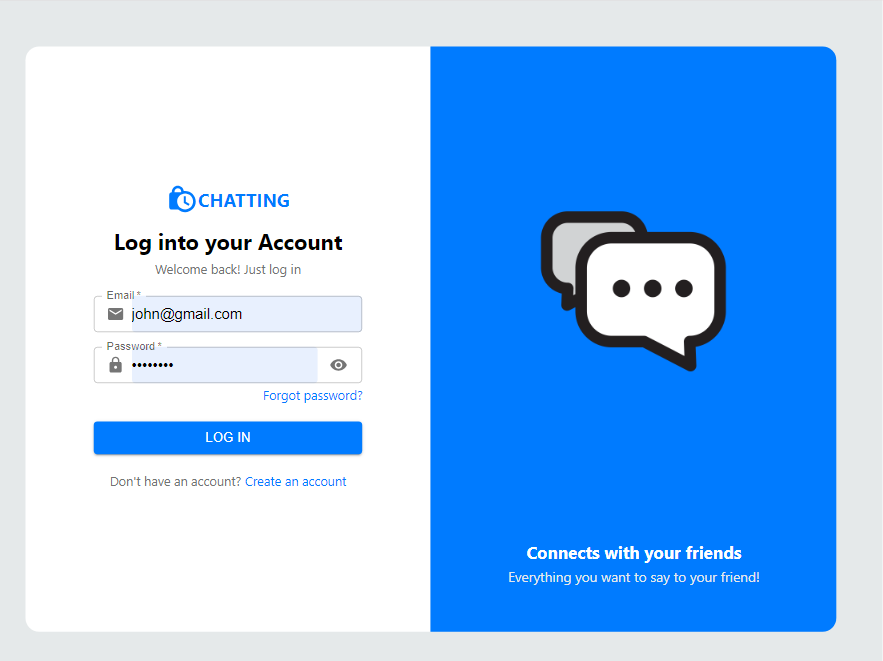 CHATTING
Log into your Account
Welcome back! Just log in
Email *
john@gmail.com
Password *
••••••••
Forgot password?
LOG IN
Don't have an account? Create an account
Connects with your friends
Everything you want to say to your friend!